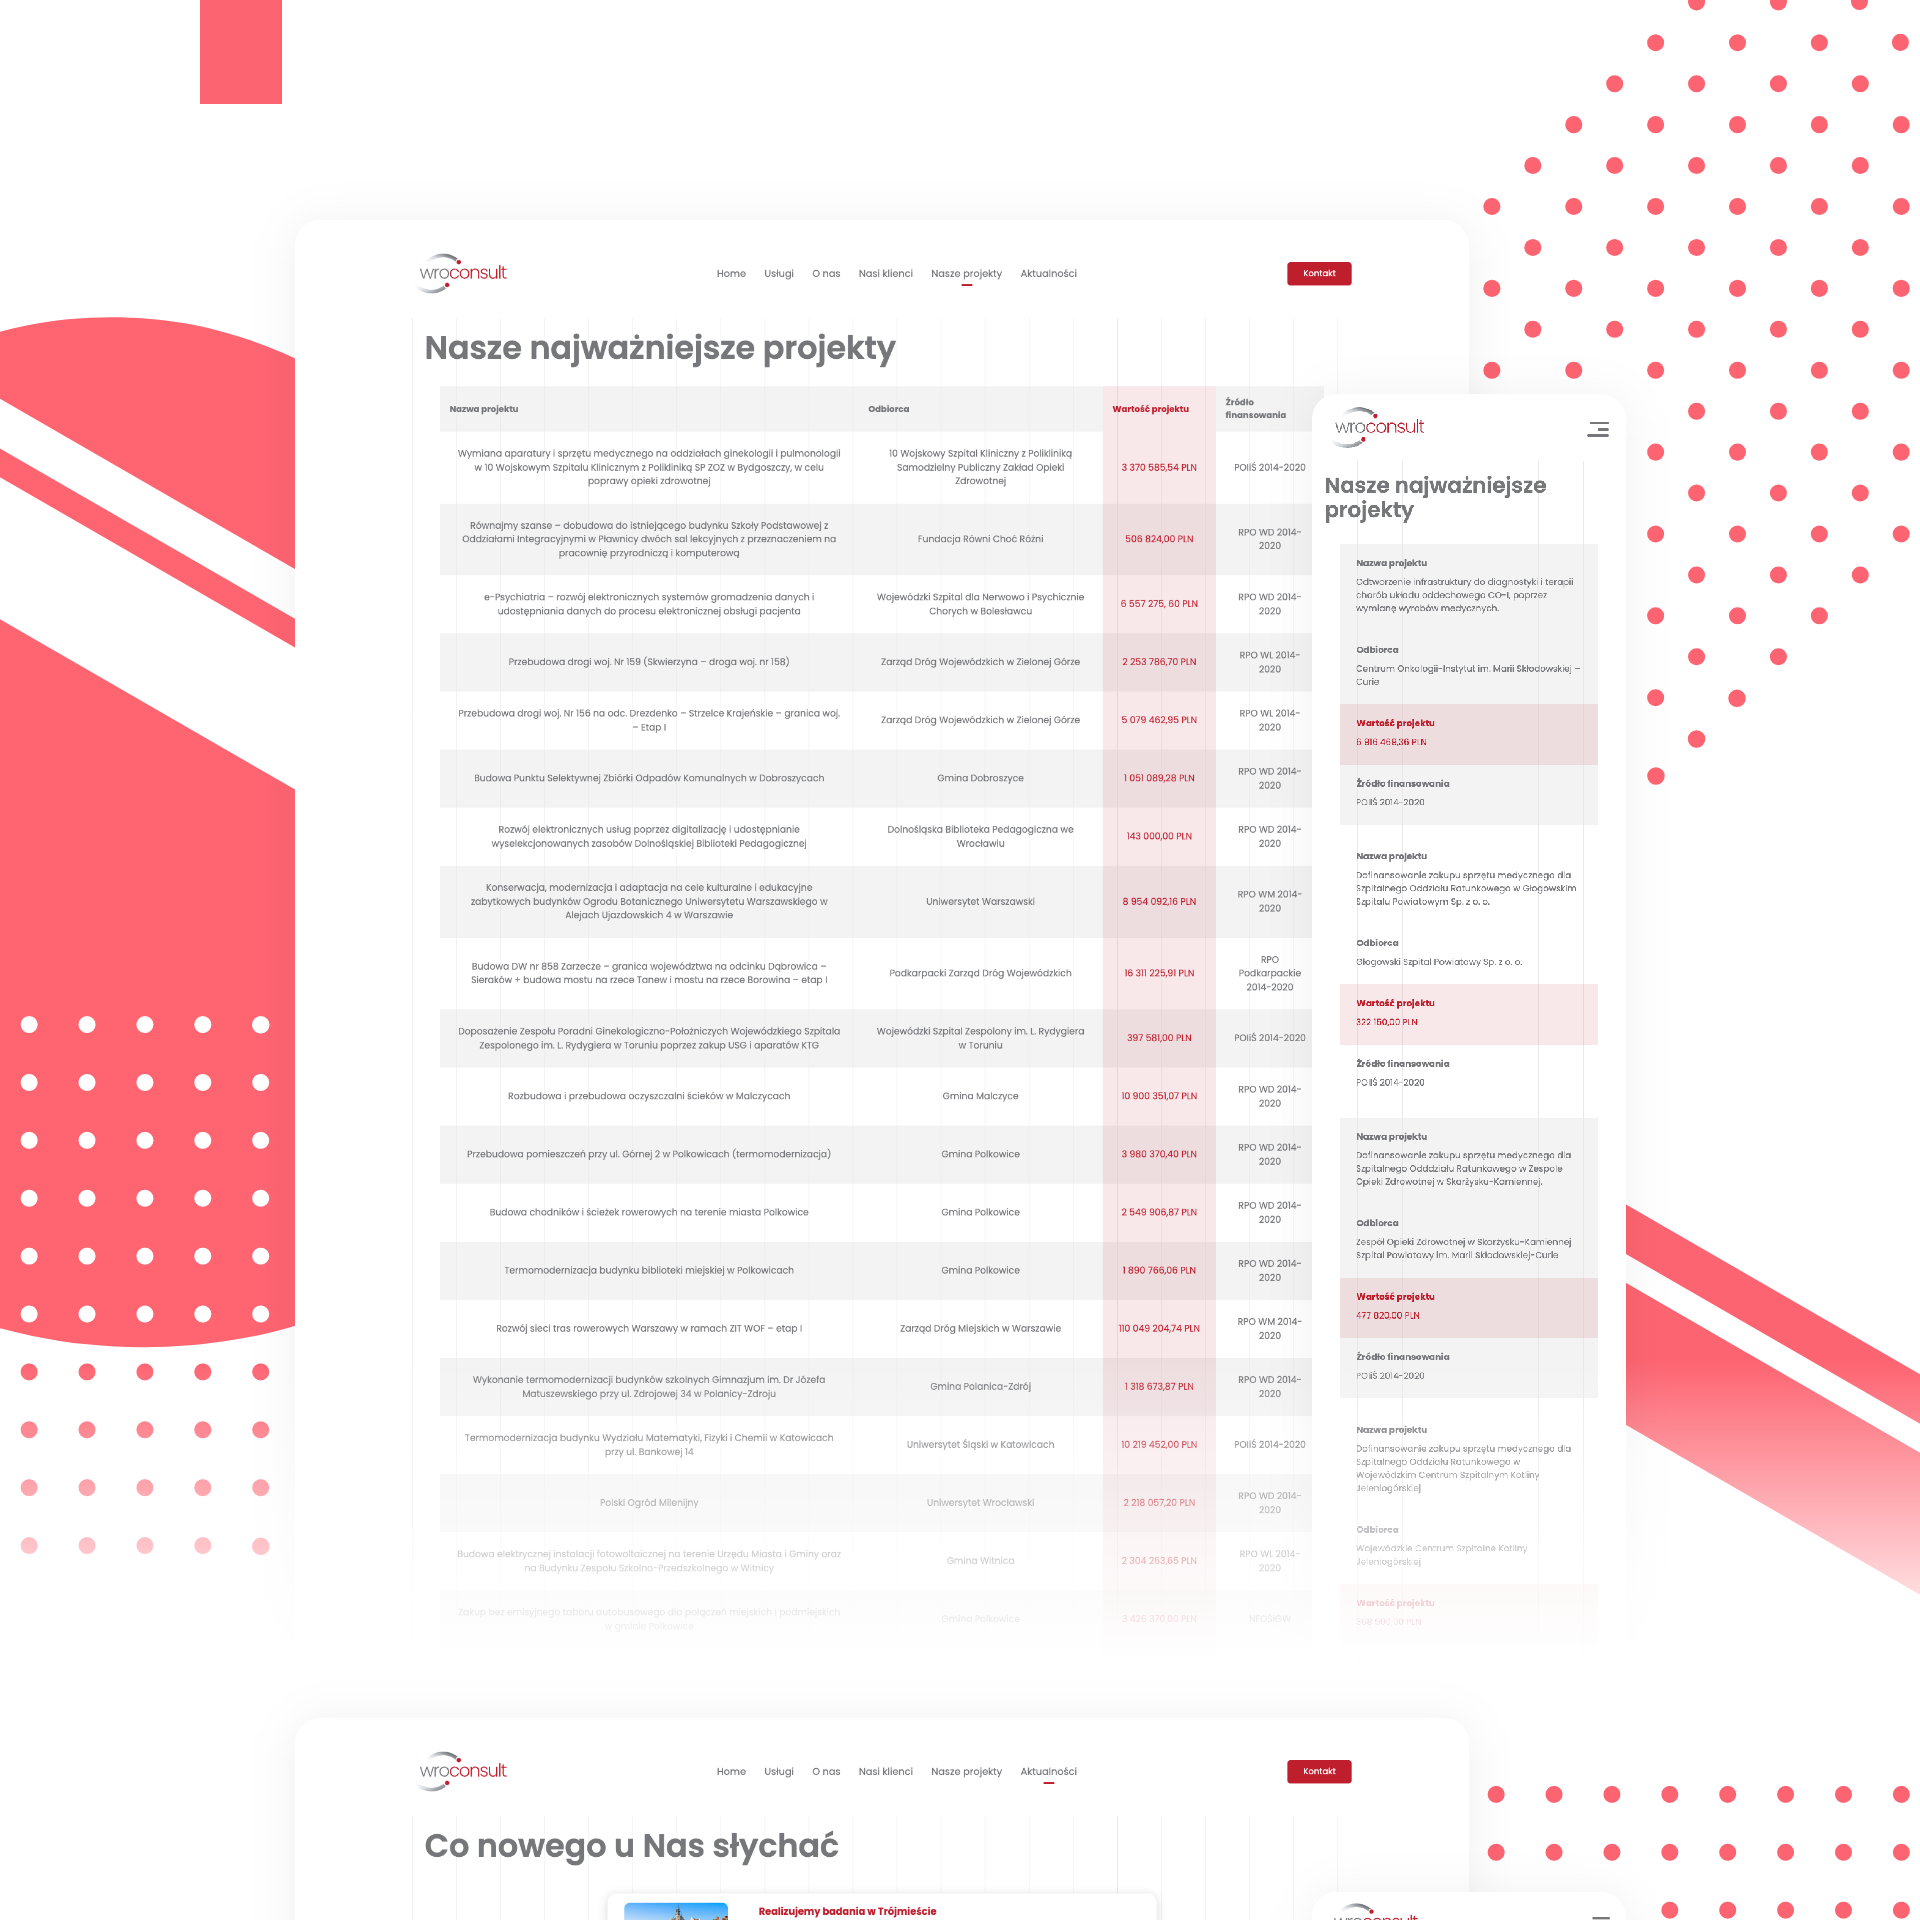 wroconsult
Home Usługi O nas Nasi klienci Nasze projekty Aktualności
Kontakt
Nasze najważniejsze projekty
Nazwa projektu
Odbiorca
Wartość projektu
Źródło
finansowania
Wymiana aparatury i sprzętu medycznego na oddziałach ginekologii i pulmonologii
w 10 Wojskowym Szpitalu Klinicznym z Polikliniką SP ZOZ w Bydgoszczy, w celu
poprawy opieki zdrowotnej
10 Wojskowy Szpital Kliniczny z Polikliniką
Samodzielny Publiczny Zakład Opieki
Zdrowotnej
3 370 585,54 PLN
POIiŚ 2014-2020
Równajmy szanse – dobudowa do istniejącego budynku Szkoły Podstawowej z
Oddziałami Integracyjnymi w Pławnicy dwóch sal lekcyjnych z przeznaczeniem na
pracownię przyrodniczą i komputerową
Fundacja Równi Choć Różni
506 824,00 PLN
RPO WD 2014-
2020
e-Psychiatria – rozwój elektronicznych systemów gromadzenia danych i
udostępniania danych do procesu elektronicznej obsługi pacjenta
Wojewódzki Szpital dla Nerwowo i Psychicznie
Chorych w Bolesławcu
6 557 275, 60 PLN
RPO WD 2014-
2020
Przebudowa drogi woj. Nr 159 (Skwierzyna – droga woj. nr 158)
Zarząd Dróg Wojewódzkich w Zielonej Górze
2 253 786,70 PLN
RPO WL 2014-
2020
Przebudowa drogi woj. Nr 156 na odc. Drezdenko – Strzelce Krajeńskie – granica woj.
– Etap I
Zarząd Dróg Wojewódzkich w Zielonej Górze
5 079 462,95 PLN
RPO WL 2014-
2020
Budowa Punktu Selektywnej Zbiórki Odpadów Komunalnych w Dobroszycach
Gmina Dobroszyce
1 051 089,28 PLN
RPO WD 2014-
2020
Rozwój elektronicznych usług poprzez digitalizację i udostępnianie
wyselekcjonowanych zasobów Dolnośląskiej Biblioteki Pedagogicznej
Dolnośląska Biblioteka Pedagogiczna we
Wrocławiu
143 000,00 PLN
RPO WD 2014-
2020
Konserwacja, modernizacja i adaptacja na cele kulturalne i edukacyjne
zabytkowych budynków Ogrodu Botanicznego Uniwersytetu Warszawskiego w
Alejach Ujazdowskich 4 w Warszawie
Uniwersytet Warszawski
8 954 092,16 PLN
RPO WM 2014-
2020
Budowa DW nr 858 Zarzecze – granica województwa na odcinku Dąbrowica –
Sieraków + budowa mostu na rzece Tanew i mostu na rzece Borowina – etap I
Podkarpacki Zarząd Dróg Wojewódzkich
16 311 225,91 PLN
RPO
Podkarpackie
2014-2020
Doposażenie Zespołu Poradni Ginekologiczno-Położniczych Wojewódzkiego Szpitala
Zespolonego im. L. Rydygiera w Toruniu poprzez zakup USG i aparatów KTG
Wojewódzki Szpital Zespolony im. L. Rydygiera
w Toruniu
397 581,00 PLN
POIiŚ 2014-2020
Rozbudowa i przebudowa oczyszczalni ścieków w Malczycach
Gmina Malczyce
10 900 351,07 PLN
RPO WD 2014-
2020
Przebudowa pomieszczeń przy ul. Górnej 2 w Polkowicach (termomodernizacja)
Gmina Polkowice
3 980 370,40 PLN
RPO WD 2014-
2020
Budowa chodników i ścieżek rowerowych na terenie miasta Polkowice
Gmina Polkowice
2 549 906,87 PLN
RPO WD 2014-
2020
Termomodernizacja budynku biblioteki miejskiej w Polkowicach
Gmina Polkowice
1 890 766,06 PLN
RPO WD 2014-
2020
Rozwój sieci tras rowerowych Warszawy w ramach ZIT WOF – etap I
Zarząd Dróg Miejskich w Warszawie
110 049 204,74 PLN
RPO WM 2014-
2020
Wykonanie termomodernizacji budynków szkolnych Gimnazjum im. Dr Józefa
Matuszewskiego przy ul. Zdrojowej 34 w Polanicy-Zdroju
Gmina Polanica-Zdrój
1 318 673,87 PLN
RPO WD 2014-
2020
Termomodernizacja budynku Wydziału Matematyki, Fizyki i Chemii w Katowicach
przy ul. Bankowej 14
Uniwersytet Śląski w Katowicach
10 219 452,00 PLN
POIiŚ 2014-2020
Polski Ogród Milenijny
Uniwersytet Wrocławski
2 218 057,20 PLN
RPO WD 2014-
2020
Budowa elektrycznej instalacji fotowoltaicznej na terenie Urzędu Miasta i Gminy oraz
na Budynku Zespołu Szkolno-Przedszkolnego w Witnicy
Gmina Witnica
2 304 263,65 PLN
RPO WL 2014-
2020
Zakup bez emisyjnego taboru autobusowego dla połączeń miejskich i podmiejskich
w gminie Polkowice
Gmina Polkowice
3 426 370,00 PLN
NFOŚiGW
wroconsult
Nasze najważniejsze
projekty
Nazwa projektu
Odtworzenie infrastruktury do diagnostyki i terapii
chorób układu oddechowego CO-I, poprzez
wymianę wyrobów medycznych.
Odbiorca
Centrum Onkologii-Instytut im. Marii Skłodowskiej –
Curie
Wartość projektu
6 916 469,36 PLN
Źródło finansowania
POIiŚ 2014-2020
Nazwa projektu
Dofinansowanie zakupu sprzętu medycznego dla
Szpitalnego Oddziału Ratunkowego w Głogowskim
Szpitalu Powiatowym Sp. z o. o.
Odbiorca
Głogowski Szpital Powiatowy Sp. z o. o.
Wartość projektu
322 150,00 PLN
Źródło finansowania
POIiŚ 2014-2020
Nazwa projektu
Dofinansowanie zakupu sprzętu medycznego dla
Szpitalnego Odddziału Ratunkowego w Zespole
Opieki Zdrowotnej w Skarżysku-Kamiennej.
Odbiorca
Zespół Opieki Zdrowotnej w Skarżysku-Kamiennej
Szpital Powiatowy im. Marii Skłodowskiej-Curie
Wartość projektu
477 820,00 PLN
Źródło finansowania
POIiŚ 2014-2020
Nazwa projektu
Dofinansowanie zakupu sprzętu medycznego dla
Szpitalnego Oddziału Ratunkowego w
Wojewódzkim Centrum Szpitalnym Kotliny
Jeleniogórskiej
Odbiorca
Wojewódzkie Centrum Szpitalne Kotliny
Jeleniogórskiej
Wartość projektu
wroconsult
Home Usługi O nas Nasi klienci Nasze projekty Aktualności
Kontakt
Co nowego u Nas słychać
Realizujemy badania w Trójmieście